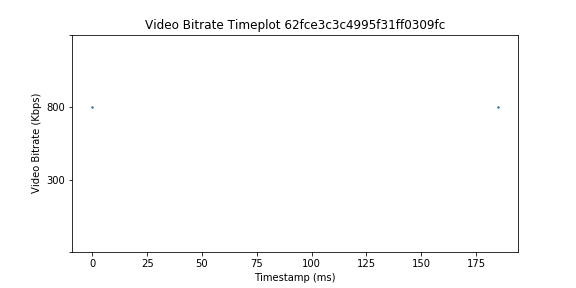 Video Bitrate Timeplot 62fce3c3c4995f31ff0309fc
Video Bitrate (Kbps)
800
300
0 25 50 75 100 125 150 175
Timestamp (ms)